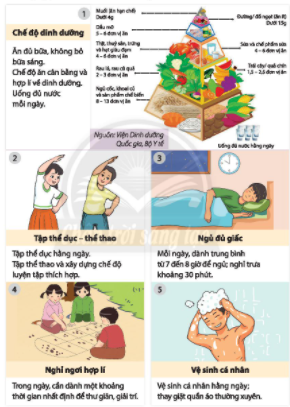 1
Chế độ dinh dưỡng
Ăn đủ bữa, không bỏ
bữa sáng.
Chế độ ăn cân bằng và
hợp lí về dinh dưỡng.
Uống đủ nước
mỗi ngày.
Muối (Ăn hạn chế)
Dưới 4g
Dầu mỡ
5 – 6 đơn vị ăn
Thịt, thuỷ sản, trứng
và hạt giàu đạm
4 – 6 đơn vị ăn
Rau lá, rau củ quả
2 – 3 đơn vị ăn
Ngũ cốc, khoai củ
và sản phẩm chế biến
8 – 13 đơn vị ăn
Đường/ đồ ngọt (ăn ít)
Dưới 15g
Sữa và chế phẩm sữa
4 – 6 đơn vị ăn
Trái cây/ quả chín
1,5 – 2,5 đơn vị ăn
Uống đủ nước hằng ngày
Nguồn: Viện Dinh dưỡng
Quốc gia, Bộ Y tế
2
Tập thể dục – thể thao
Tập thể dục hằng ngày.
Tập thể thao và xây dựng chế độ
luyện tập thích hợp.
3
Ngủ đủ giấc
Mỗi ngày, dành trung bình
từ 7 đến 8 giờ để ngủ; nghỉ trưa
khoảng 30 phút.
4
Nghỉ ngơi hợp lí
Trong ngày, cần dành một khoảng
thời gian nhất định để thư giãn, giải trí.
5
Vệ sinh cá nhân
Vệ sinh cá nhân hằng ngày;
thay giặt quần áo thường xuyên.